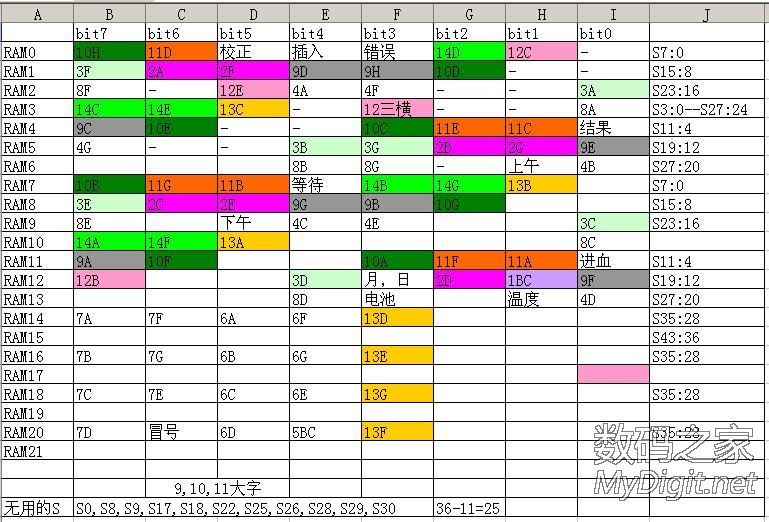 A B C D E F G H I J
bit7 bit6 bit5 bit4 bit3 bit2 bit1 bit0
RAM0 10H 11D 校正 插入 错误 14D 12C - S7:0
RAM1 3F 2A 2F 9D 9H 10D - - S15:8
RAM2 8F - 12E 4A 4F 3A S23:16
RAM3 14C 14E 13C - 12三横 - - 8A S3:0--S27:24
RAM4 9C 10E - - 10C 11E 11C 结果 S11:4
RAM5 4G - 3B 3G 2B 2G 9E S19:12
RAM6 8B 8G - 上午 4B S27:20
RAM7 10B 11G 11B 等待 14B 14G 13B S7:0
RAM8 3E 2C 2E 9G 9B 10G S15:8
RAM9 8E 下午 4C 4E 3C S23:16
RAM10 14A 14F 13A 8C
RAM11 9A 10F 10A 11F 11A 进血 S11:4
RAM12 12B 3D 月，日 2D 1BC 9F S19:12
RAM13 8D 电池 温度 4D S27:20
RAM14 7A 7F 6A 6F 13D S35:28
RAM15 S43:36
RAM16 7B 7G 6B 6G 13E S35:28
RAM17
RAM18 7C 7E 6C 6E 13G S35:28
RAM19
RAM20 7D 冒号 6D 5BC 13F S35:28
RAM21
9,10,11大字
无用的S S0,S8,S9,S17,S18,S22,S25,S26,S28,S29,S30 36-11=25
数码之家
MyDigit.net